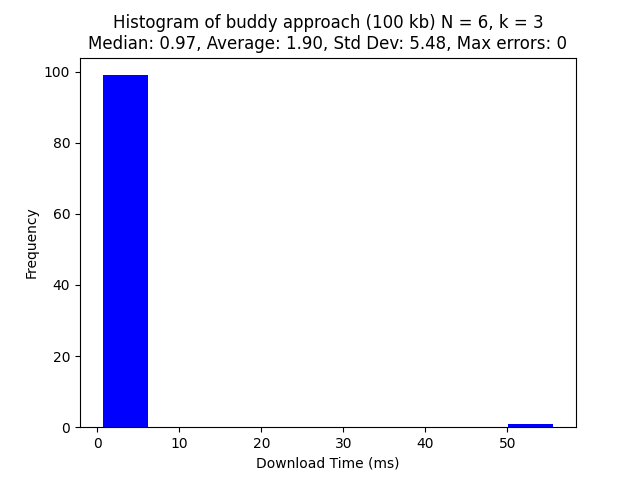 Histogram of buddy approach (100 kb) N = 6, k = 3
Median: 0.97, Average: 1.90, Std Dev: 5.48, Max errors: 0
100
80
60
40
20
0
Frequency
0 10 20 30 40 50
Download Time (ms)